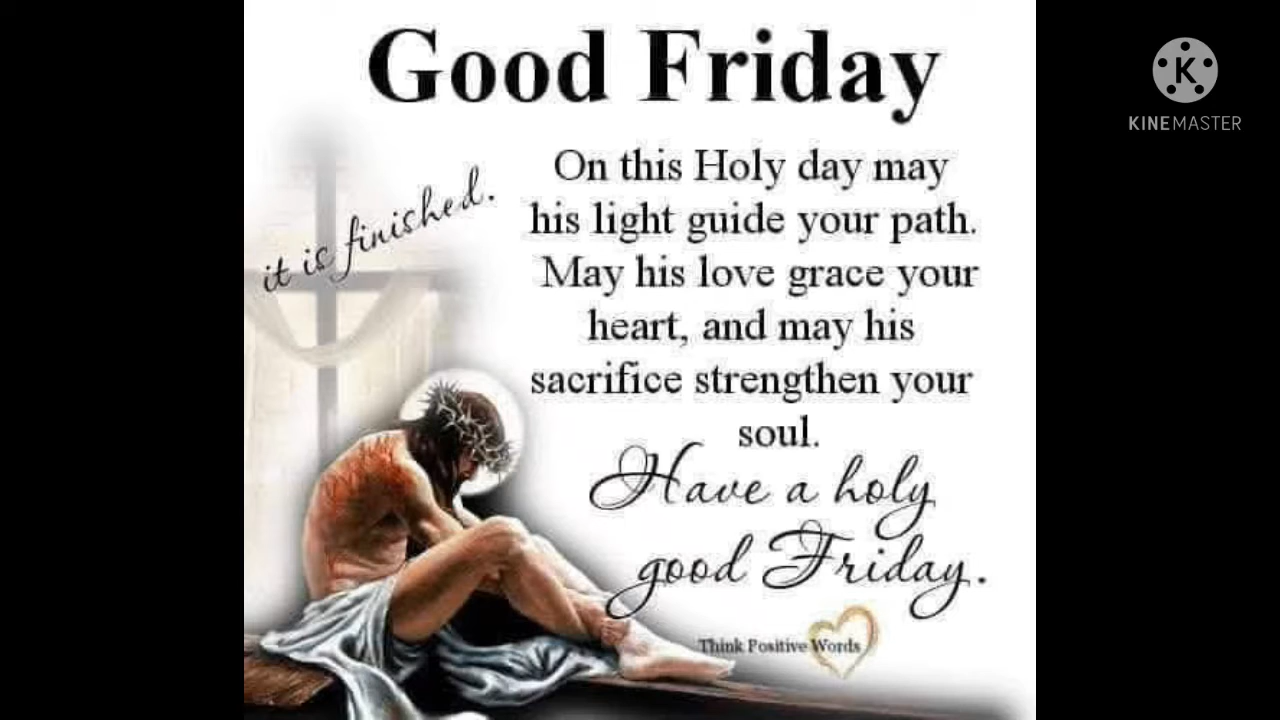 Good Friday
it is finished.
On this Holy day may
his light guide your path.
May his love grace your
heart, and may his
sacrifice strengthen your
soul.
Have a holy
good Friday.
Think Positive Words
K
KINEMASTER